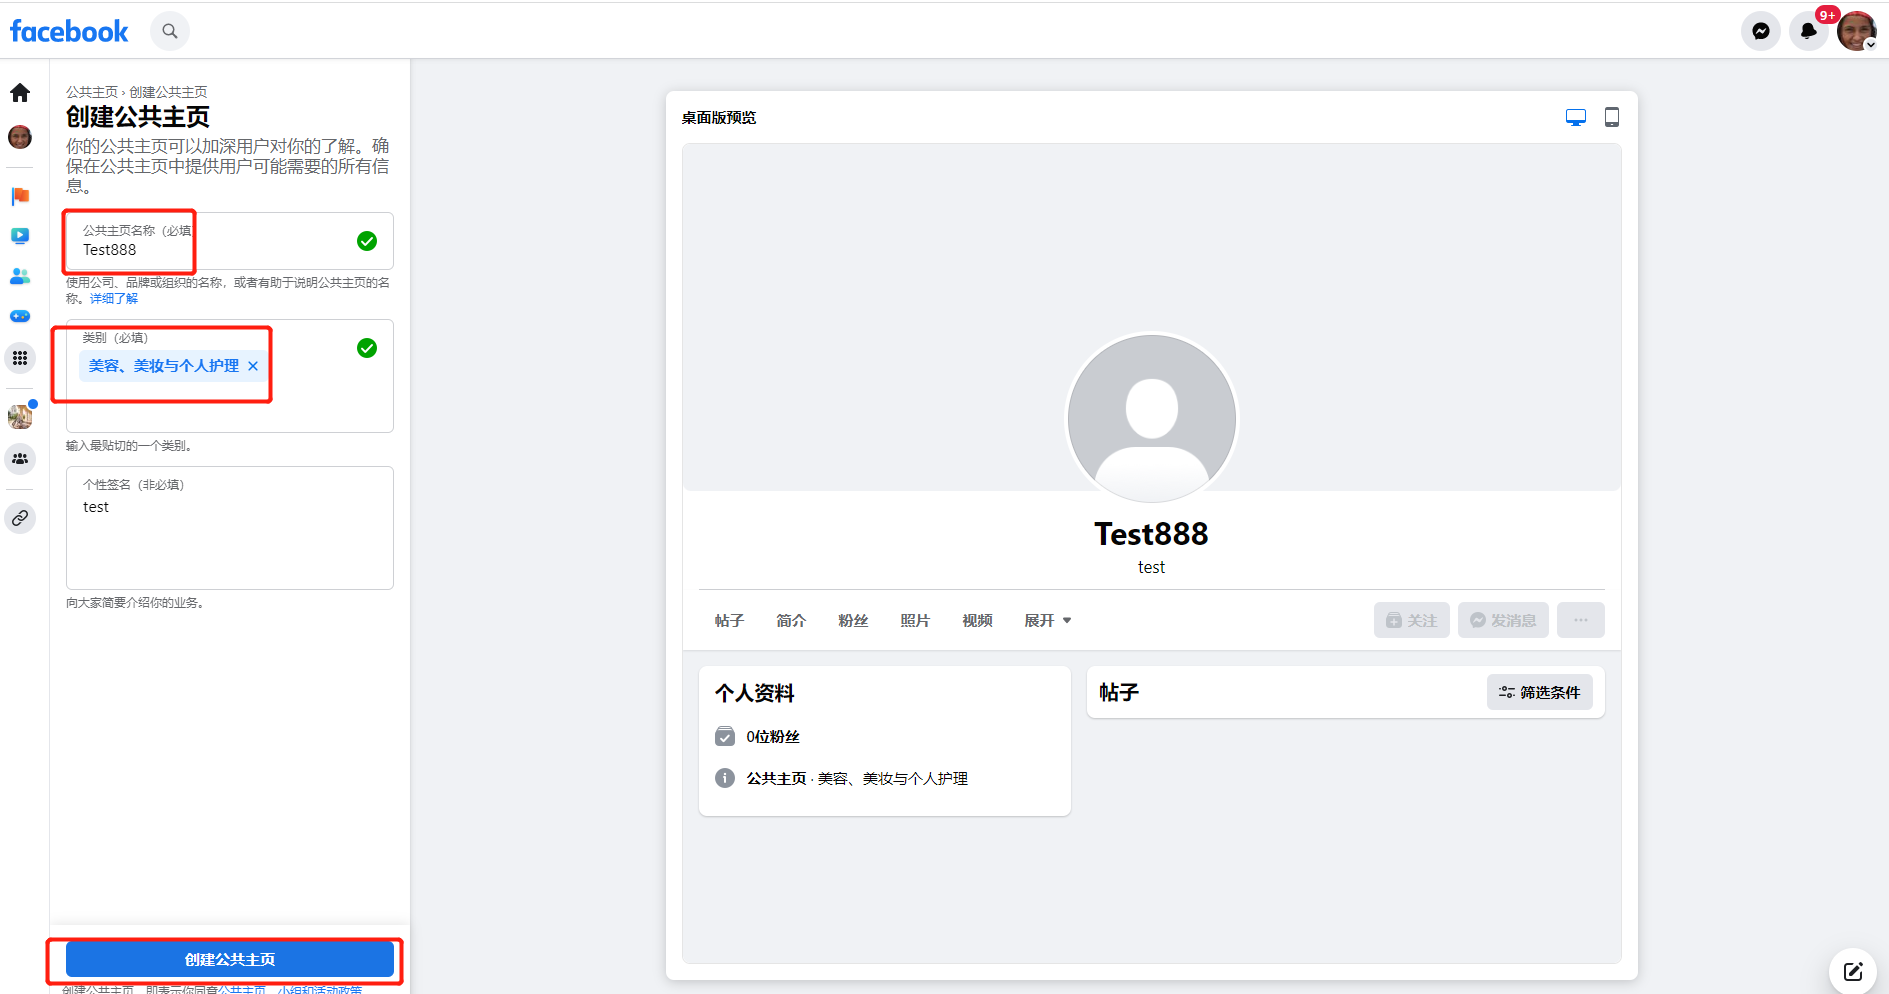 facebook
9+
公共主页 › 创建公共主页
创建公共主页
你的公共主页可以加深用户对你的了解。确
保在公共主页中提供用户可能需要的所有信
息。
公共主页名称（必填
Test888
使用公司、品牌或组织的名称，或者有助于说明公共主页的名
称。详细了解
类别（必填）
美容、美妆与个人护理 ×
输入最贴切的一个类别。
个性签名（非必填）
test
向大家简要介绍你的业务。
创建公共主页
创建公共主页，即表示你同意公共主页、小组和活动政策
桌面版预览
Test888
test
帖子 简介 粉丝 照片 视频 展开
关注 发消息 ...
个人资料
0位粉丝
公共主页 · 美容、美妆与个人护理
帖子
筛选条件